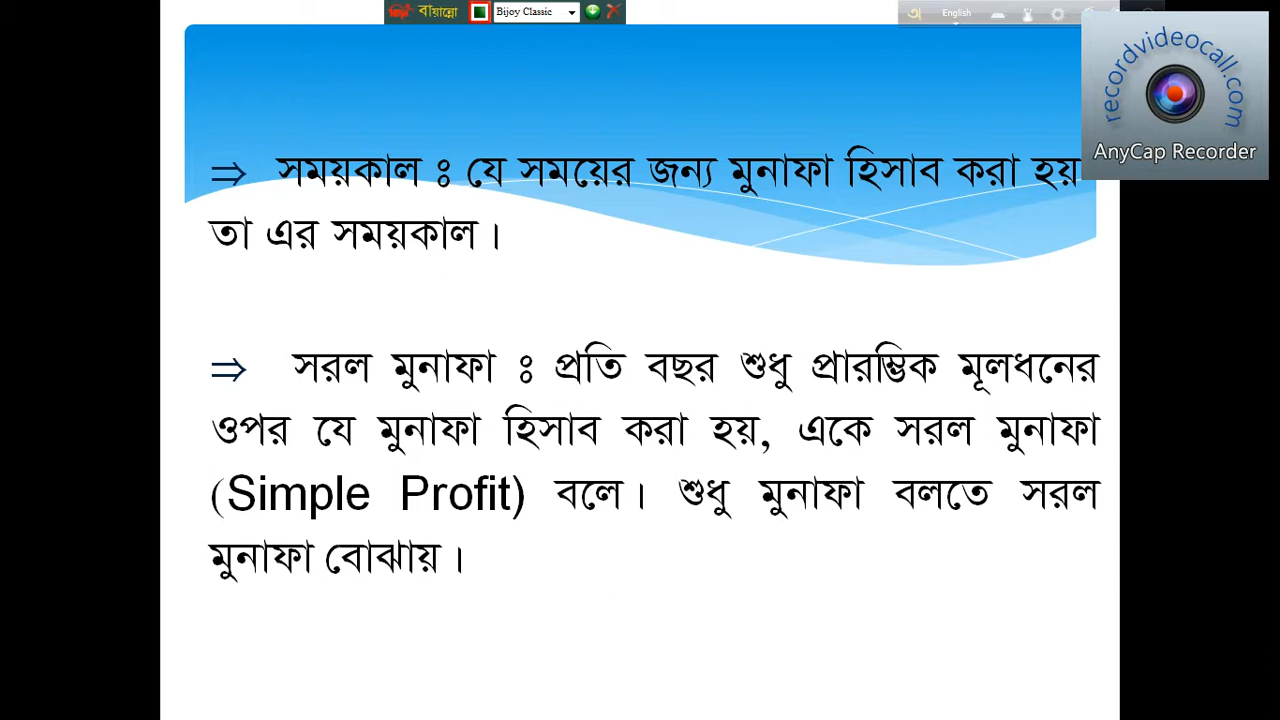 বায়ান্নো
Bijoy Classic
English
recordvideocall.com
AnyCap Recorder
⇒ সময়কাল ঃ যে সময়ের জন্য মুনাফা হিসাব করা হয়
তা এর সময়কাল।
⇒ সরল মুনাফা ঃ প্রতি বছর শুধু প্রারম্ভিক মূলধনের
ওপর যে মুনাফা হিসাব করা হয়, একে সরল মুনাফা
(Simple Profit) বলে। শুধু মুনাফা বলতে সরল
মুনাফা বোঝায়।